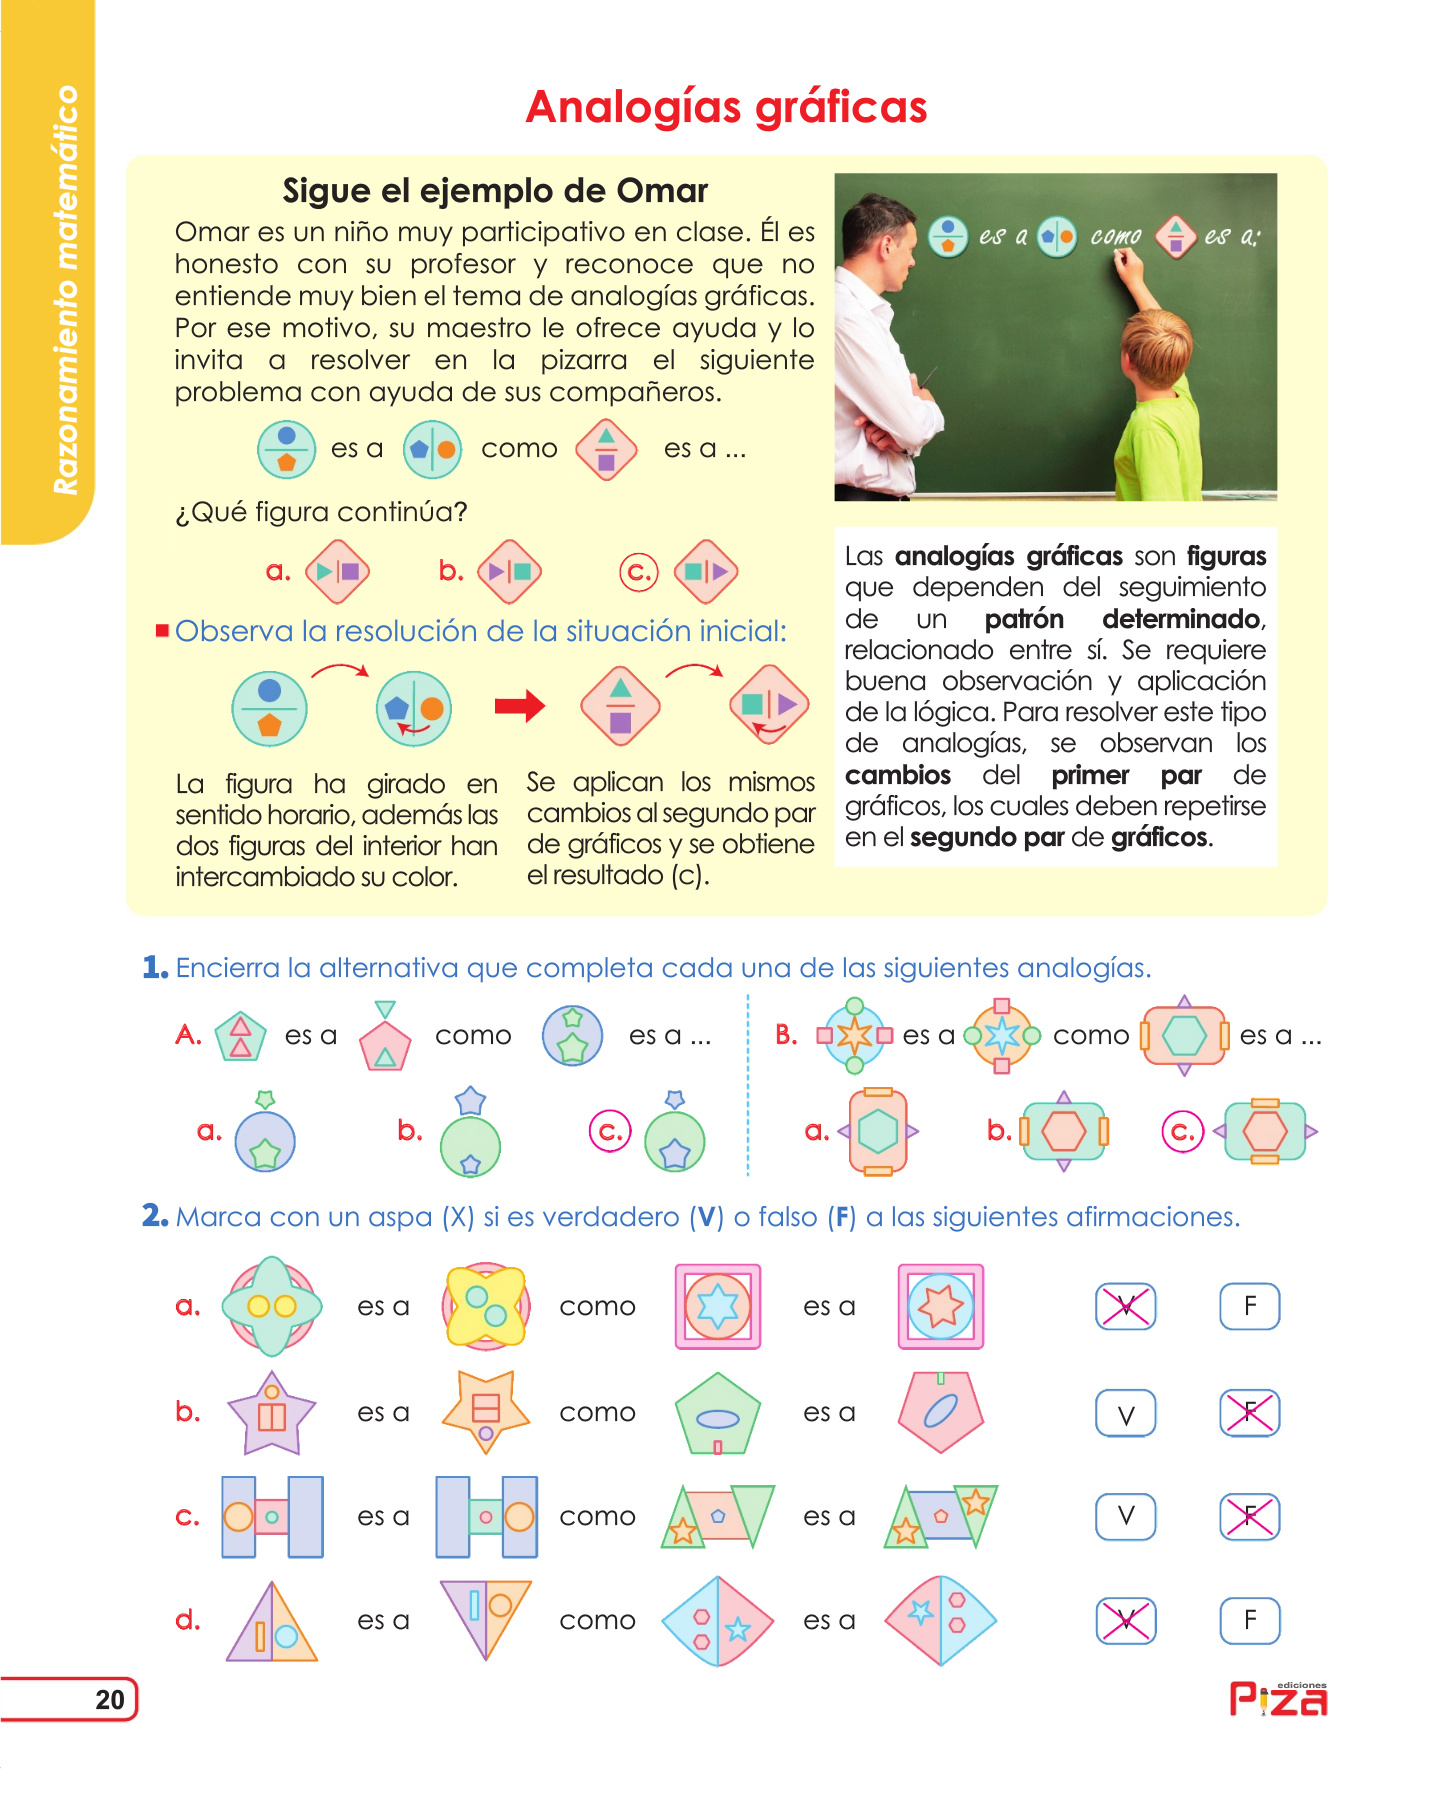 Razonamiento matemático
Analogías gráficas
Sigue el ejemplo de Omar
Omar es un niño muy participativo en clase. Él es
honesto con su profesor y reconoce que no
entiende muy bien el tema de analogías gráficas.
Por ese motivo, su maestro le ofrece ayuda y lo
invita a resolver en la pizarra el siguiente
problema con ayuda de sus compañeros.
es a como es a ...
¿Qué figura continúa?
a. b. c.
Observa la resolución de la situación inicial:
La figura ha girado en
sentido horario, además las
dos figuras del interior han
intercambiado su color.
Se aplican los mismos
cambios al segundo par
de gráficos y se obtiene
el resultado (c).
es a como es a:
Las analogías gráficas son figuras
que dependen del seguimiento
de un patrón determinado,
relacionado entre sí. Se requiere
buena observación y aplicación
de la lógica. Para resolver este tipo
de analogías, se observan los
cambios del primer par de
gráficos, los cuales deben repetirse
en el segundo par de gráficos.
1. Encierra la alternativa que completa cada una de las siguientes analogías.
A. es a como es a ...
a. b. c.
B. es a como es a ...
a. b. c.
2. Marca con un aspa (X) si es verdadero (V) o falso (F) a las siguientes afirmaciones.
a. es a como es a V F
b. es a como es a V F
c. es a como es a V F
d. es a como es a V F
20
ediciones
Piza